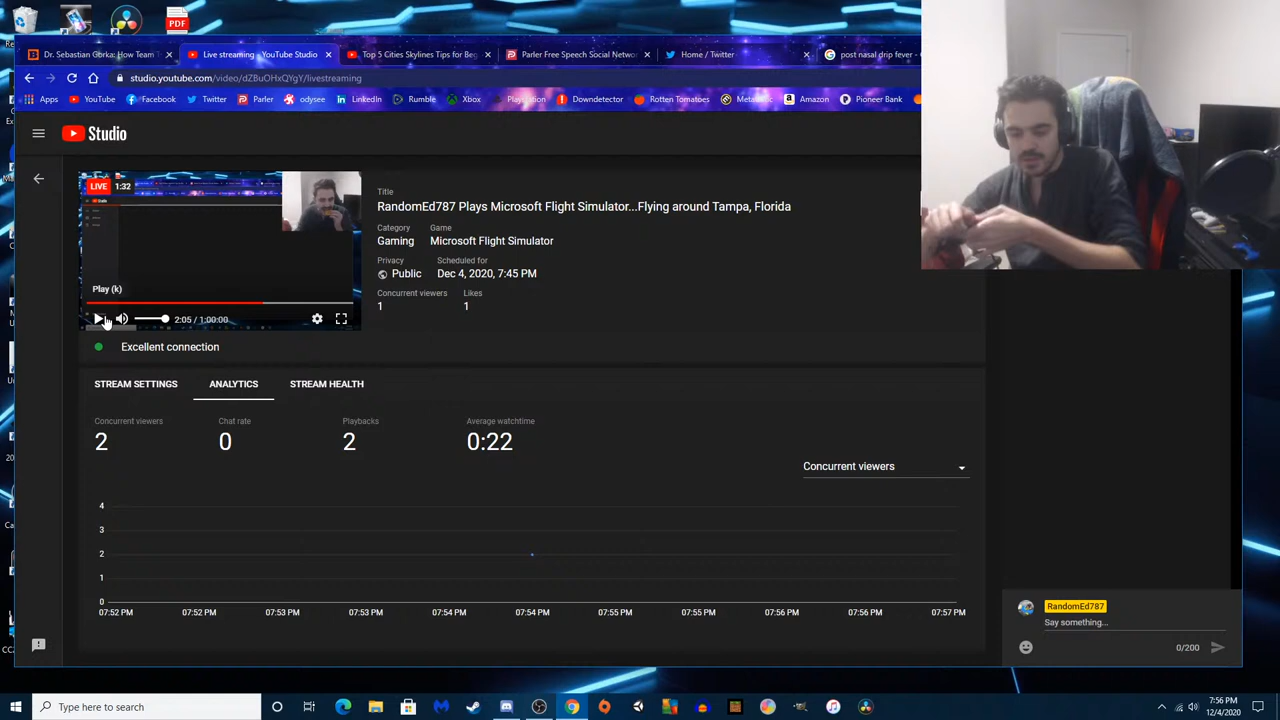 PDF
Dr. Sebastian Gorka: How Team T
Live streaming - YouTube Studio
Top 5 Cities Skylines Tips for Beg
Parler Free Speech Social Networ
Home / Twitter
post nasal drip fever - Goo
studio.youtube.com/video/dZBuOHxQYgY/livestreaming
Apps
YouTube
Facebook
Twitter
Parler
odysee
LinkedIn
Rumble
Xbox
PlayStation
Downdetector
Rotten Tomatoes
Metacritic
Amazon
Pioneer Bank
Studio
LIVE 1:32
Play (k)
2:05 / 1:00:00
Title
RandomEd787 Plays Microsoft Flight Simulator...Flying around Tampa, Florida
Category Game
Gaming Microsoft Flight Simulator
Privacy Scheduled for
Public Dec 4, 2020, 7:45 PM
Concurrent viewers Likes
1 1
Excellent connection
STREAM SETTINGS ANALYTICS STREAM HEALTH
Concurrent viewers Chat rate Playbacks Average watchtime
2 0 2 0:22
Concurrent viewers
4
3
2
1
0
07:52 PM 07:52 PM 07:53 PM 07:53 PM 07:54 PM 07:54 PM 07:55 PM 07:55 PM 07:56 PM 07:56 PM 07:57 PM
RandomEd787
Say something...
0/200
Type here to search
7:56 PM
12/4/2020